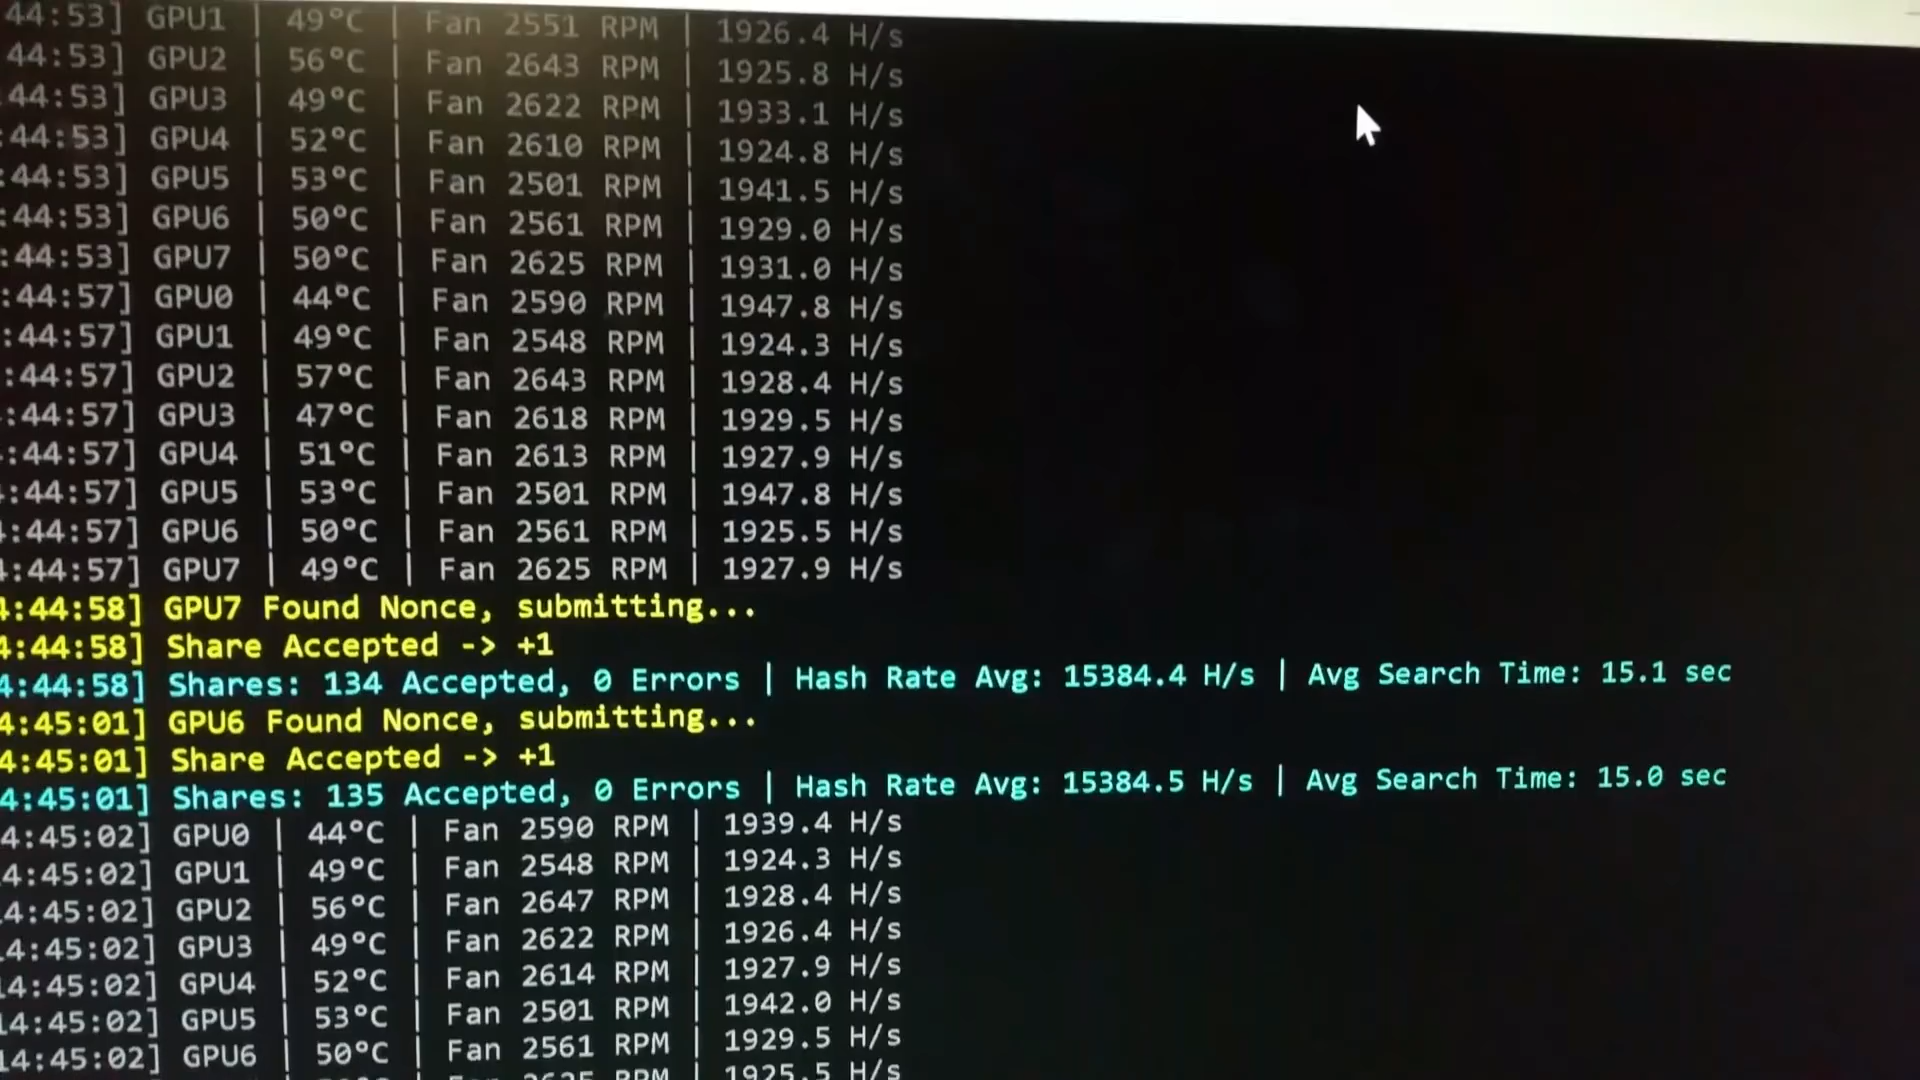 44:53] GPU1 | 49°C | Fan 2551 RPM | 1926.4 H/s
44:53] GPU2 | 56°C | Fan 2643 RPM | 1925.8 H/s
:44:53] GPU3 | 49°C | Fan 2622 RPM | 1933.1 H/s
:44:53] GPU4 | 52°C | Fan 2610 RPM | 1924.8 H/s
:44:53] GPU5 | 53°C | Fan 2501 RPM | 1941.5 H/s
:44:53] GPU6 | 50°C | Fan 2561 RPM | 1929.0 H/s
:44:53] GPU7 | 50°C | Fan 2625 RPM | 1931.0 H/s
:44:57] GPU0 | 44°C | Fan 2590 RPM | 1947.8 H/s
:44:57] GPU1 | 49°C | Fan 2548 RPM | 1924.3 H/s
:44:57] GPU2 | 57°C | Fan 2643 RPM | 1928.4 H/s
:44:57] GPU3 | 47°C | Fan 2618 RPM | 1929.5 H/s
:44:57] GPU4 | 51°C | Fan 2613 RPM | 1927.9 H/s
:44:57] GPU5 | 53°C | Fan 2501 RPM | 1947.8 H/s
4:44:57] GPU6 | 50°C | Fan 2561 RPM | 1925.5 H/s
4:44:57] GPU7 | 49°C | Fan 2625 RPM | 1927.9 H/s
4:44:58] GPU7 Found Nonce, submitting...
4:44:58] Share Accepted -> +1
4:44:58] Shares: 134 Accepted, 0 Errors | Hash Rate Avg: 15384.4 H/s | Avg Search Time: 15.1 sec
4:45:01] GPU6 Found Nonce, submitting...
4:45:01] Share Accepted -> +1
4:45:01] Shares: 135 Accepted, 0 Errors | Hash Rate Avg: 15384.5 H/s | Avg Search Time: 15.0 sec
4:45:02] GPU0 | 44°C | Fan 2590 RPM | 1939.4 H/s
14:45:02] GPU1 | 49°C | Fan 2548 RPM | 1924.3 H/s
14:45:02] GPU2 | 56°C | Fan 2647 RPM | 1928.4 H/s
14:45:02] GPU3 | 49°C | Fan 2622 RPM | 1926.4 H/s
14:45:02] GPU4 | 52°C | Fan 2614 RPM | 1927.9 H/s
14:45:02] GPU5 | 53°C | Fan 2501 RPM | 1942.0 H/s
14:45:02] GPU6 | 50°C | Fan 2561 RPM | 1929.5 H/s
2625 RPM | 1925.5 H/s